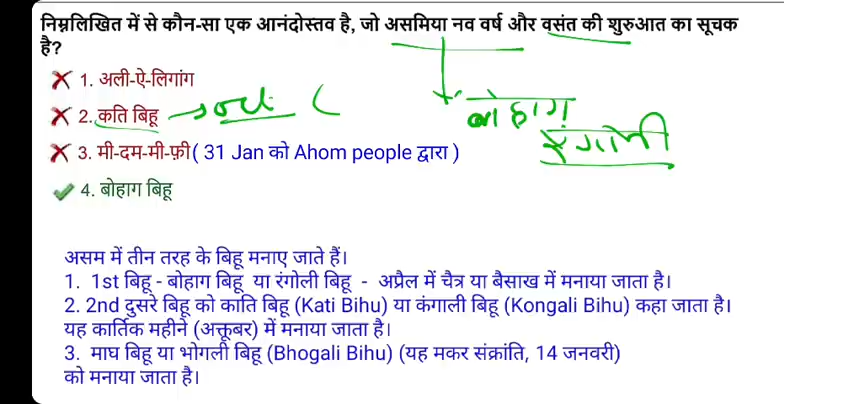 निम्नलिखित में से कौन-सा एक आनंदोस्तव है, जो असमिया नव वर्ष और वसंत की शुरुआत का सूचक
है?
1. अली-ऐ-लिगांग
2. कति बिहू → oct (
बोहाग
रंगोली
3. मी-दम-मी-फ़ी( 31 Jan को Ahom people द्वारा )
4. बोहाग बिहू
असम में तीन तरह के बिहू मनाए जाते हैं।
1. 1st बिहू - बोहाग बिहू या रंगोली बिहू - अप्रैल में चैत्र या बैसाख में मनाया जाता है।
2. 2nd दुसरे बिहू को कांति बिहू (Kati Bihu) या कंगाली बिहू (Kongali Bihu) कहा जाता है।
यह कार्तिक महीने (अक्तूबर) में मनाया जाता है।
3. माघ बिहू या भोगली बिहू (Bhogali Bihu) (यह मकर संक्रांति, 14 जनवरी)
को मनाया जाता है।